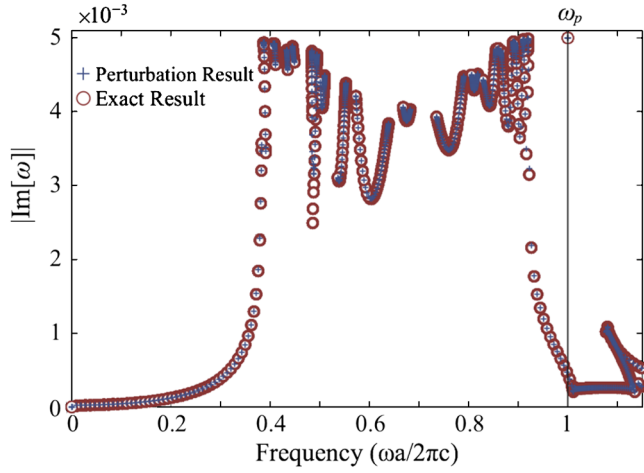 ×10⁻³
ωₚ
5
+ Perturbation Result
○ Exact Result
4
|Im[ω]|
3
2
1
0
0 0.2 0.4 0.6 0.8 1
Frequency (ωa/2πc)